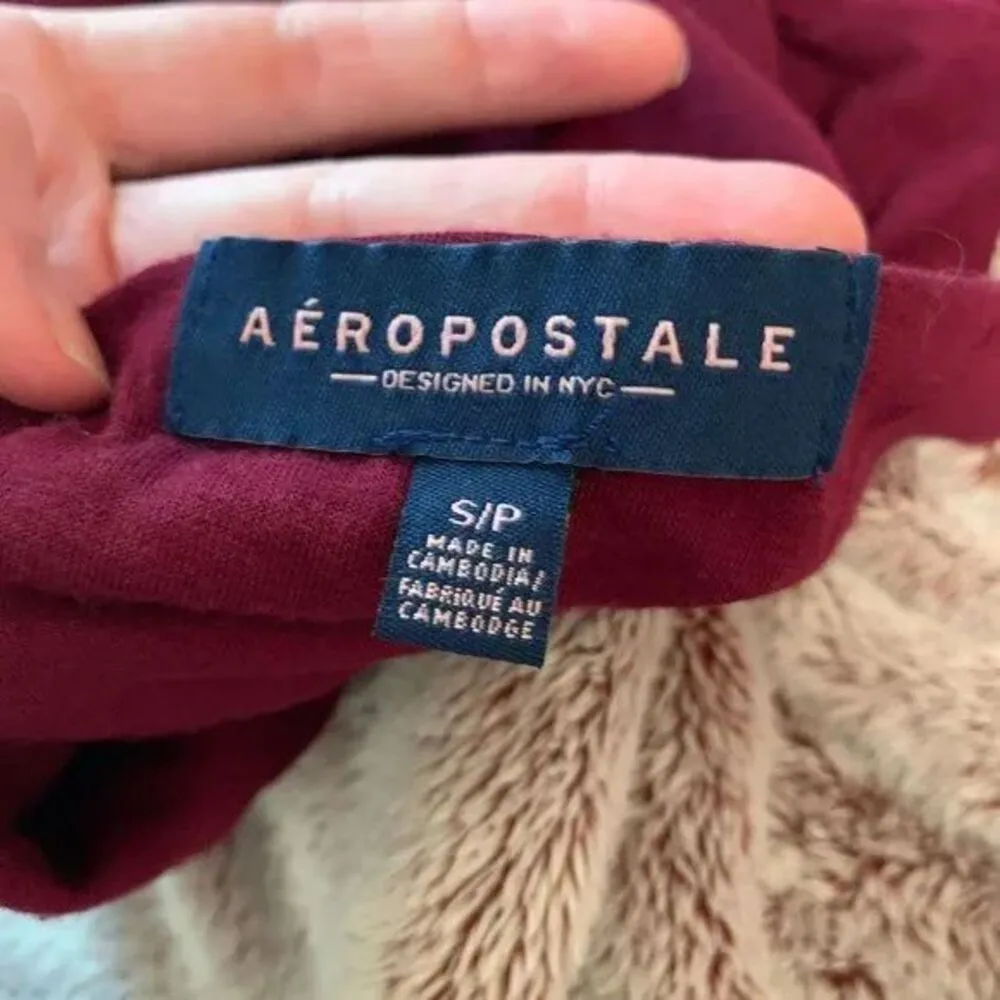 AÉROPOSTALE
DESIGNED IN NYC
S/P
MADE IN
CAMBODIA/
FABRIQUÉ AU
CAMBODGE